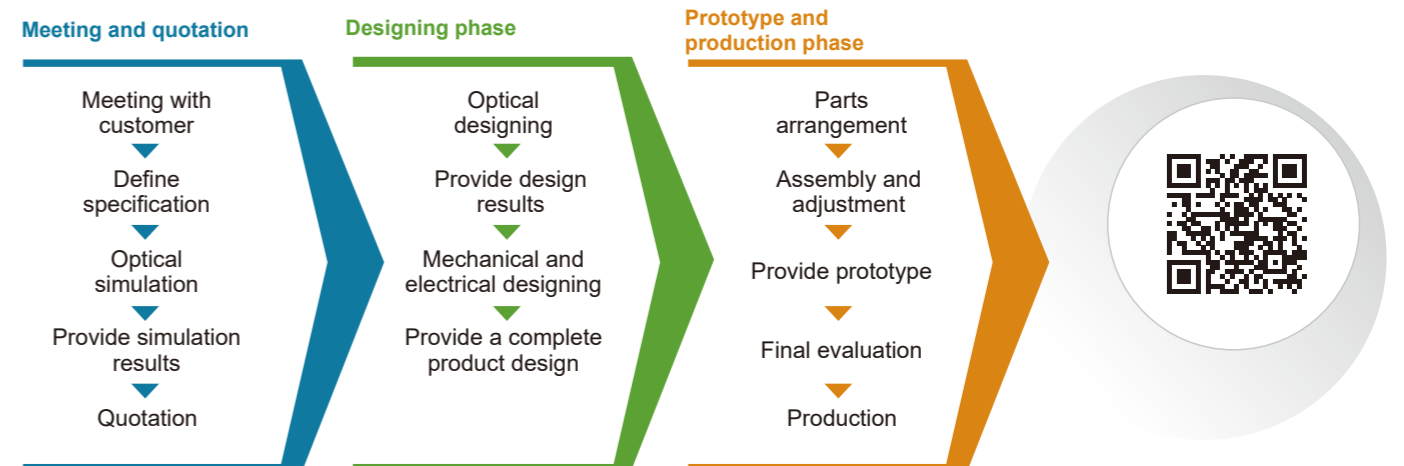 Meeting and quotation
Meeting with
customer
Define
specification
Optical
simulation
Provide simulation
results
Quotation
Designing phase
Optical
designing
Provide design
results
Mechanical and
electrical designing
Provide a complete
product design
Prototype and
production phase
Parts
arrangement
Assembly and
adjustment
Provide prototype
Final evaluation
Production